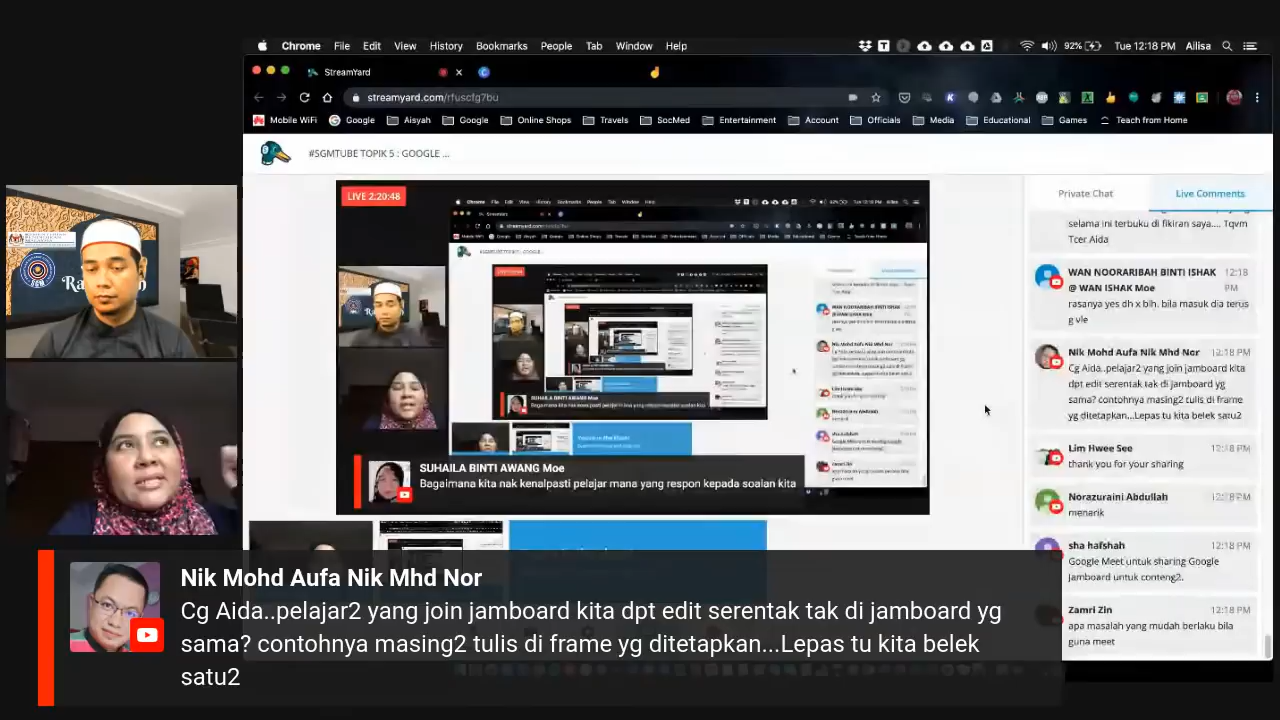 Chrome File Edit View History Bookmarks People Tab Window Help
92% Tue 12:18 PM Ailisa
StreamYard
streamyard.com/rfuscfg7bu
Mobile WiFi Google Aisyah Google Online Shops Travels SocMed Entertainment Account Officials Media Educational Games Teach from Home
#SGMTUBE TOPIK 5 : GOOGLE ...
LIVE 2:20:48
SUHAILA BINTI AWANG Moe
Bagaimana kita nak kenalpasti pelajar mana yang respon kepada soalan kita
Private Chat Live Comments
selama ini terbuku di fikiran saya.... Tqvm
Tcer Aida
WAN NOORARBAH BINTI ISHAK 12:18
@ WAN ISHAK Moe PM
rasanya yes dh x blh. bila masuk dia terus
g vle
Nik Mohd Aufa Nik Mhd Nor 12:18 PM
Cg Aida..pelajar2 yang join jamboard kita
dpt edit serentak tak di jamboard yg
sama? contohnya masing2 tulis di frame
yg ditetapkan...Lepas tu kita belek satu2
Lim Hwee See 12:18 PM
thank you for your sharing
Norazuraini Abdullah 12:18 PM
menarik
sha hafshah 12:18 PM
Google Meet untuk sharing Google
Jamboard untuk conteng2.
Zamri Zin 12:18 PM
apa masalah yang mudah berlaku bila
guna meet
Nik Mohd Aufa Nik Mhd Nor
Cg Aida..pelajar2 yang join jamboard kita dpt edit serentak tak di jamboard yg
sama? contohnya masing2 tulis di frame yg ditetapkan...Lepas tu kita belek
satu2